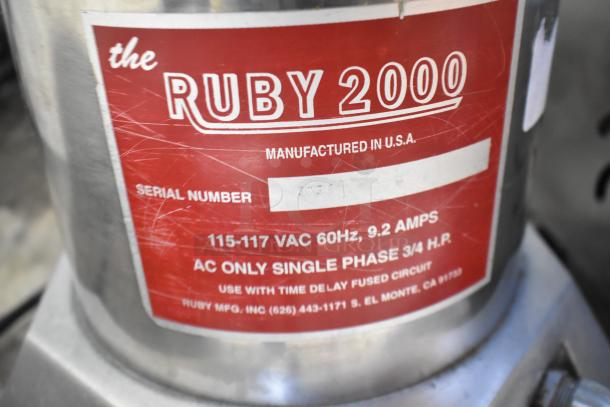 the
RUBY 2000
MANUFACTURED IN U.S.A.
SERIAL NUMBER
115-117 VAC 60Hz, 9.2 AMPS
AC ONLY SINGLE PHASE 3/4 H.P.
USE WITH TIME DELAY FUSED CIRCUIT
RUBY MFG. INC (626) 443-1171 S. EL MONTE, CA 91733